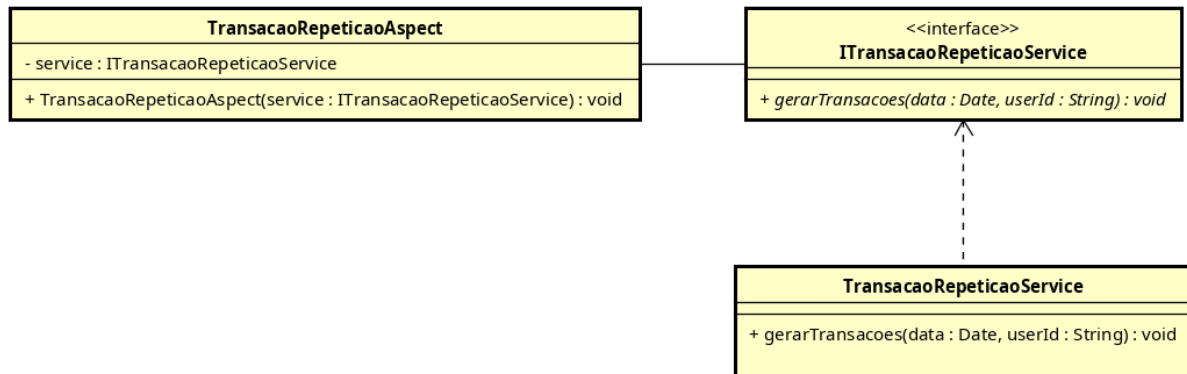 TransacaoRepeticaoAspect
- service : ITransacaoRepeticaoService
+ TransacaoRepeticaoAspect(service : ITransacaoRepeticaoService) : void
<<interface>>
ITransacaoRepeticaoService
+ gerarTransacoes(data : Date, userId : String) : void
TransacaoRepeticaoService
+ gerarTransacoes(data : Date, userId : String) : void